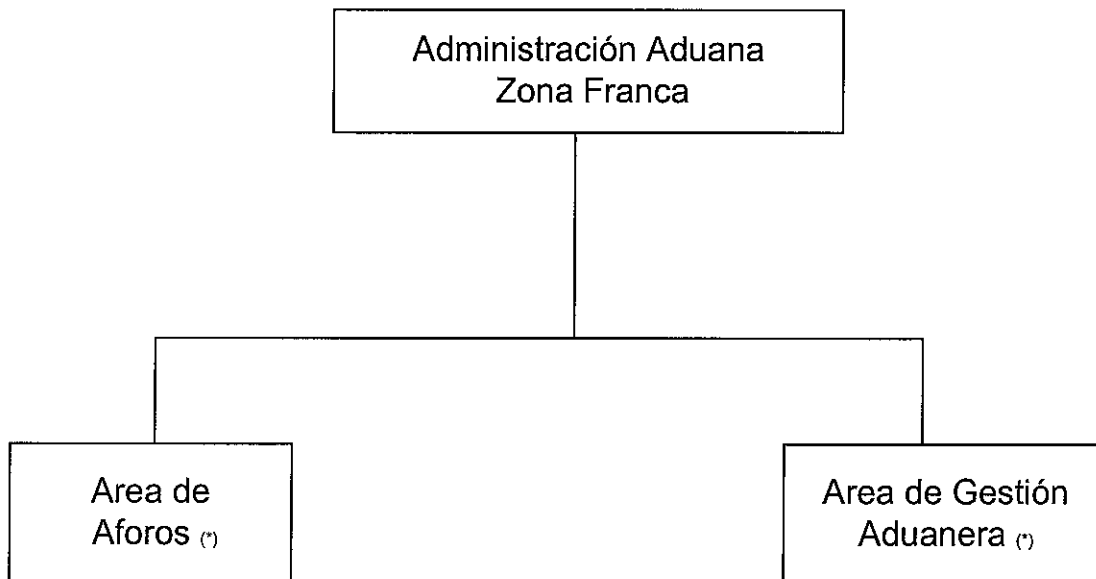 Administración Aduana
Zona Franca
Area de
Aforos (*)
Area de Gestión
Aduanera (*)